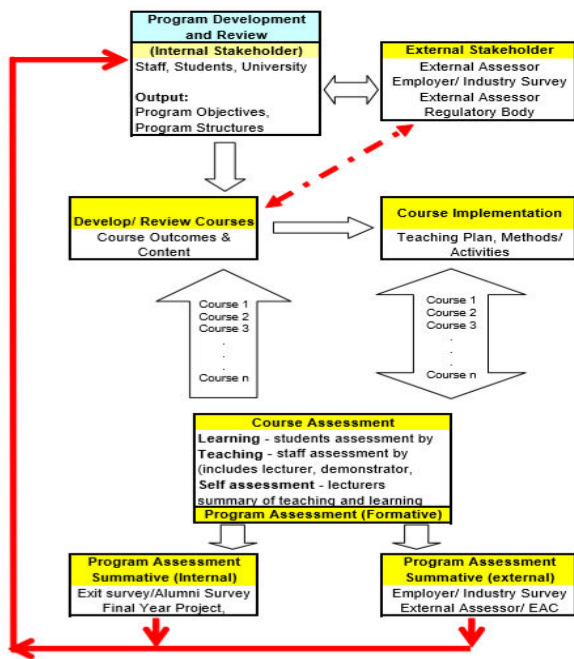 Program Development
and Review
(Internal Stakeholder)
Staff, Students, University
Output:
Program Objectives,
Program Structures
External Stakeholder
External Assessor
Employer/ Industry Survey
External Assessor
Regulatory Body
Develop/ Review Courses
Course Outcomes &
Content
Course Implementation
Teaching Plan, Methods/
Activities
Course 1
Course 2
Course 3
.
.
.
Course n
Course 1
Course 2
Course 3
.
.
.
Course n
Course Assessment
Learning - students assessment by
Teaching - staff assessment by
(includes lecturer, demonstrator,
Self assessment - lecturers
summary of teaching and learning
Program Assessment (Formative)
Program Assessment
Summative (Internal)
Exit survey/Alumni Survey
Final Year Project,
Program Assessment
Summative (external)
Employer/ Industry Survey
External Assessor/ EAC